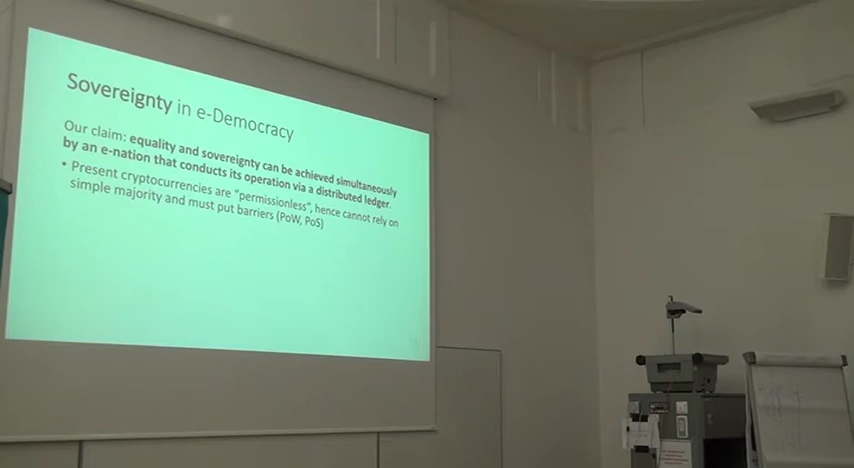 Sovereignty in e-Democracy
Our claim: equality and sovereignty can be achieved simultaneously
by an e-nation that conducts its operation via a distributed ledger.
• Present cryptocurrencies are “permissionless”, hence cannot rely on
simple majority and must put barriers (PoW, PoS)